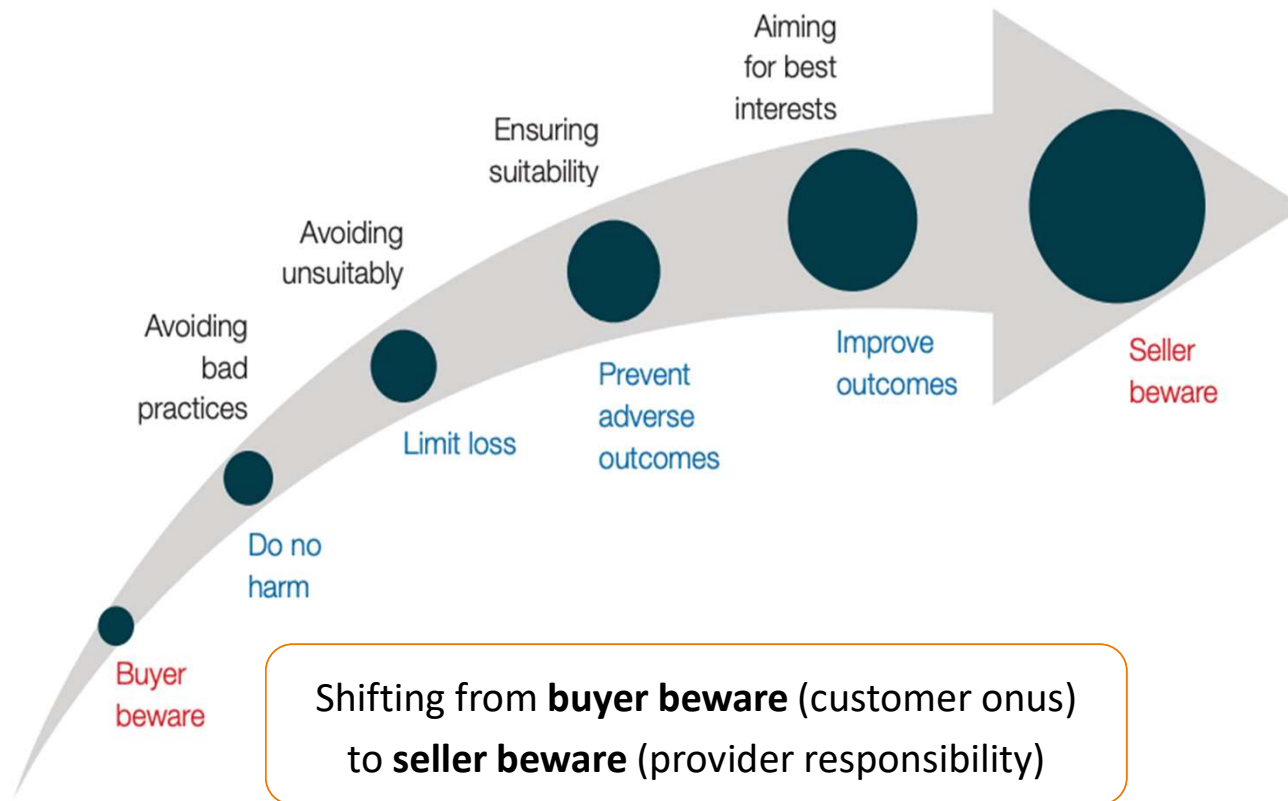 Aiming
for best
interests
Ensuring
suitability
Avoiding
unsuitably
Avoiding
bad
practices
Improve
outcomes
Seller
beware
Prevent
adverse
outcomes
Limit loss
Do no
harm
Buyer
beware
Shifting from buyer beware (customer onus)
to seller beware (provider responsibility)